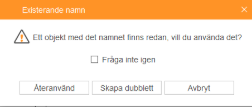 Existerande namn
Ett objekt med det namnet finns redan, vill du använda det?
Fråga inte igen
Återanvänd
Skapa dubblett
Avbryt